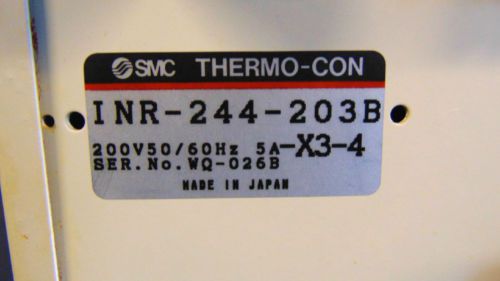 SMC THERMO-CON
INR-244-203B
200V50/60Hz 5A-X3-4
SER.No.WQ-026B
MADE IN JAPAN